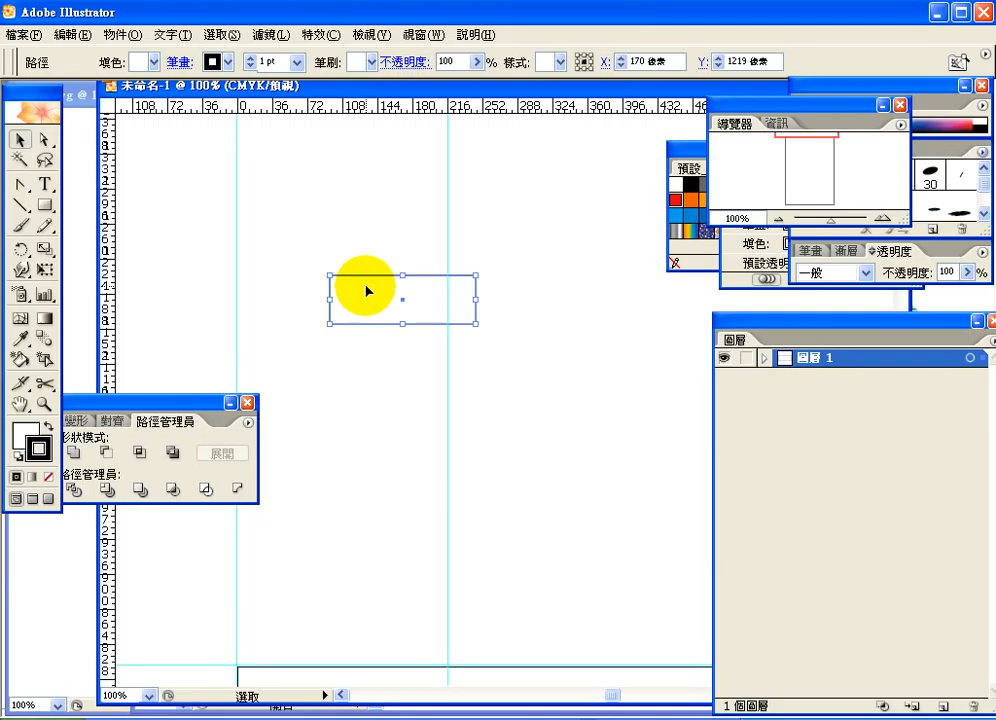 Adobe Illustrator
檔案(F) 編輯(E) 物件(O) 文字(T) 選取(S) 濾鏡(L) 特效(C) 檢視(V) 視窗(W) 說明(H)
路徑 填色: 筆畫: 1 pt 筆刷: 不透明度: 100 % 樣式: X: 170 像素 Y: 1219 像素
未命名-1 @ 100% (CMYK/預視)
108 72 36 0 36 72 108 144 180 216 252 288 324 360 396 432
導覽器 資訊
預設
30
100%
填色:
預設透明
筆畫 漸層 透明度
一般 不透明度: 100 %
圖層
圖層 1
變形 對齊 路徑管理員
形狀模式:
展開
路徑管理員:
100% 選取
100%
1 個圖層